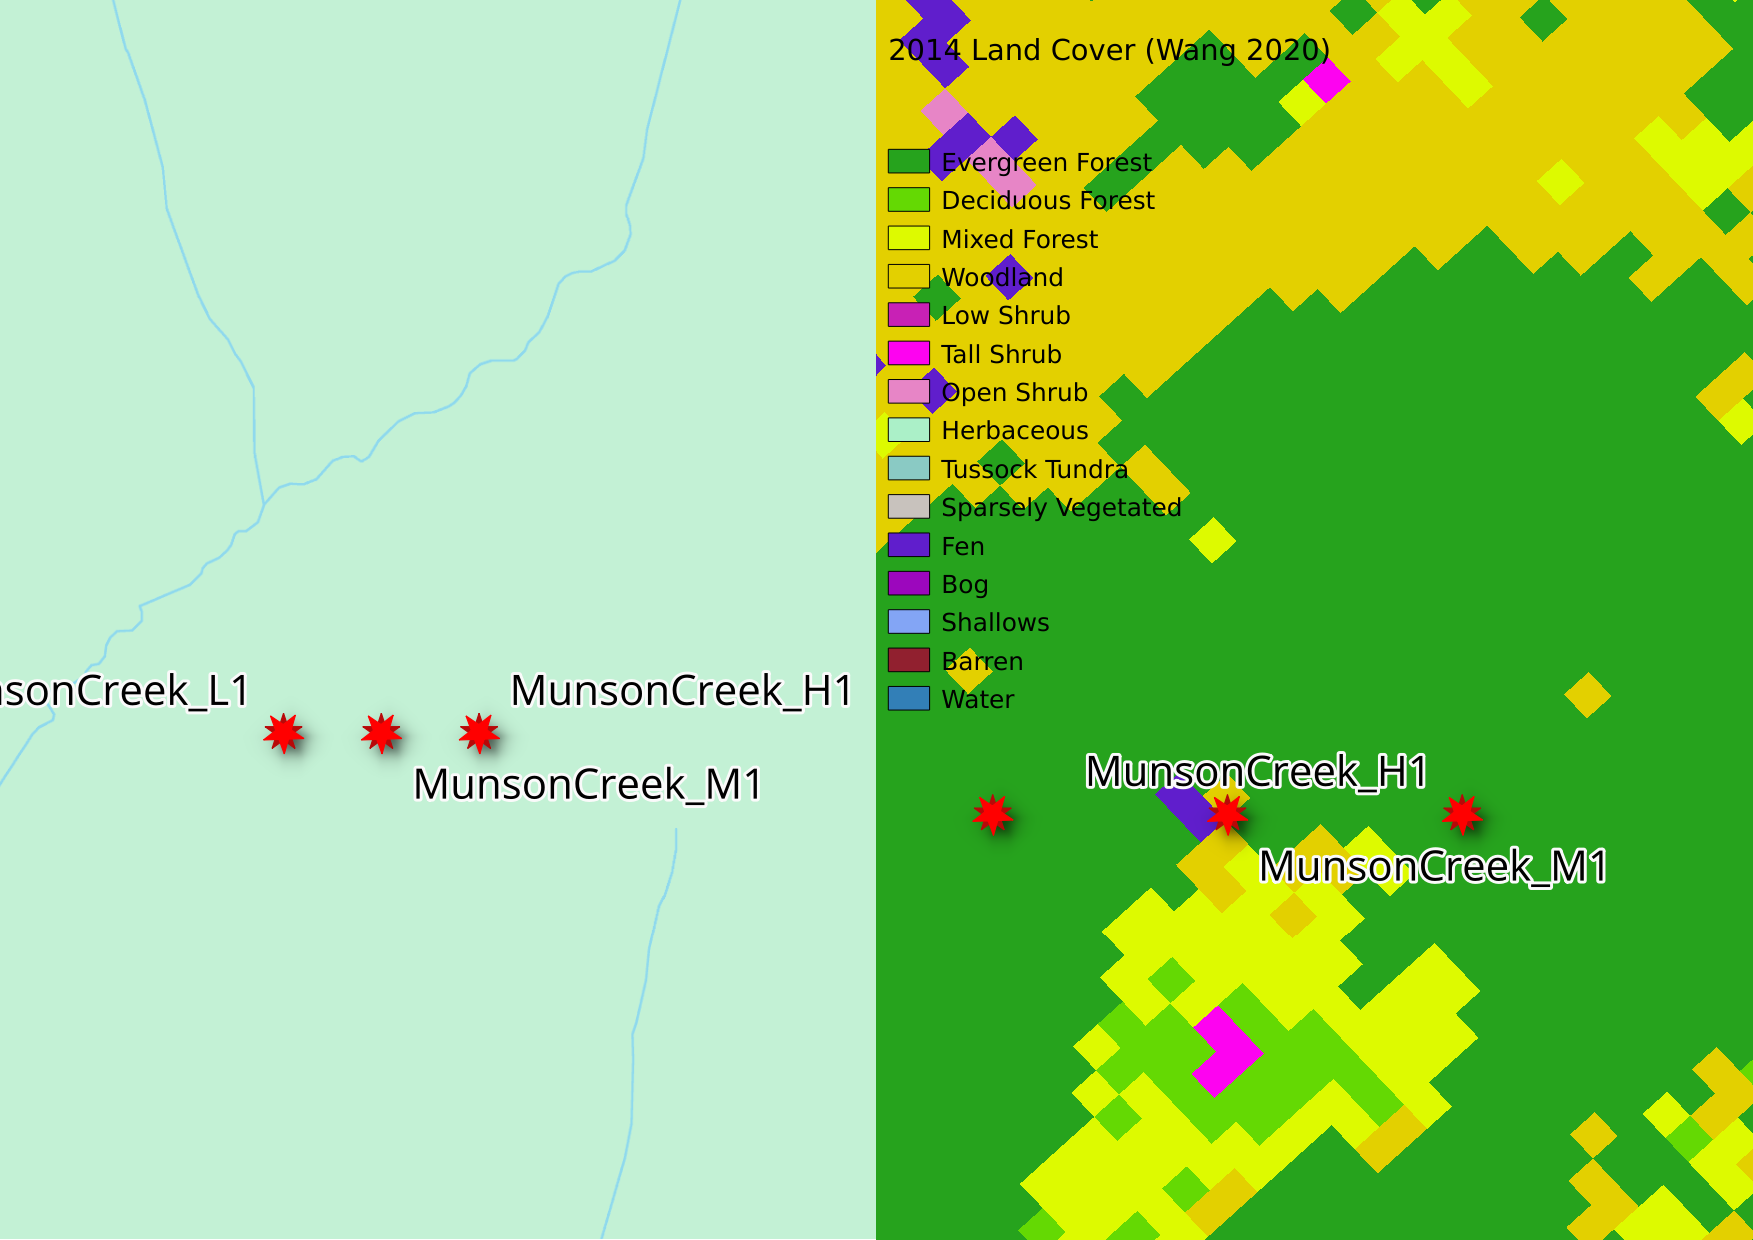 nsonCreek_L1
MunsonCreek_H1
MunsonCreek_M1
2014 Land Cover (Wang 2020)
Evergreen Forest
Deciduous Forest
Mixed Forest
Woodland
Low Shrub
Tall Shrub
Open Shrub
Herbaceous
Tussock Tundra
Sparsely Vegetated
Fen
Bog
Shallows
Barren
Water
MunsonCreek_H1
MunsonCreek_M1